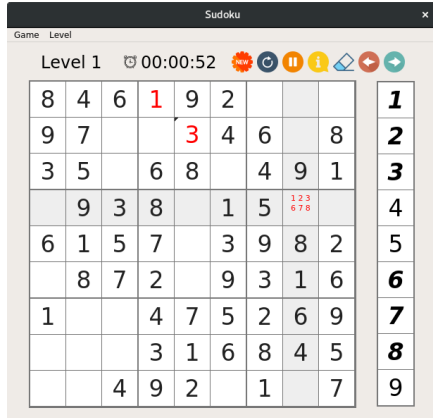 Sudoku ×
Game Level
Level 1 00:00:52 NEW i
8 4 6 1 9 2 1
9 7 3 4 6 8 2
3 5 6 8 4 9 1 3
9 3 8 1 5 1 2 3 6 7 8 4
6 1 5 7 3 9 8 2 5
8 7 2 9 3 1 6 6
1 4 7 5 2 6 9 7
3 1 6 8 4 5 8
4 9 2 1 7 9